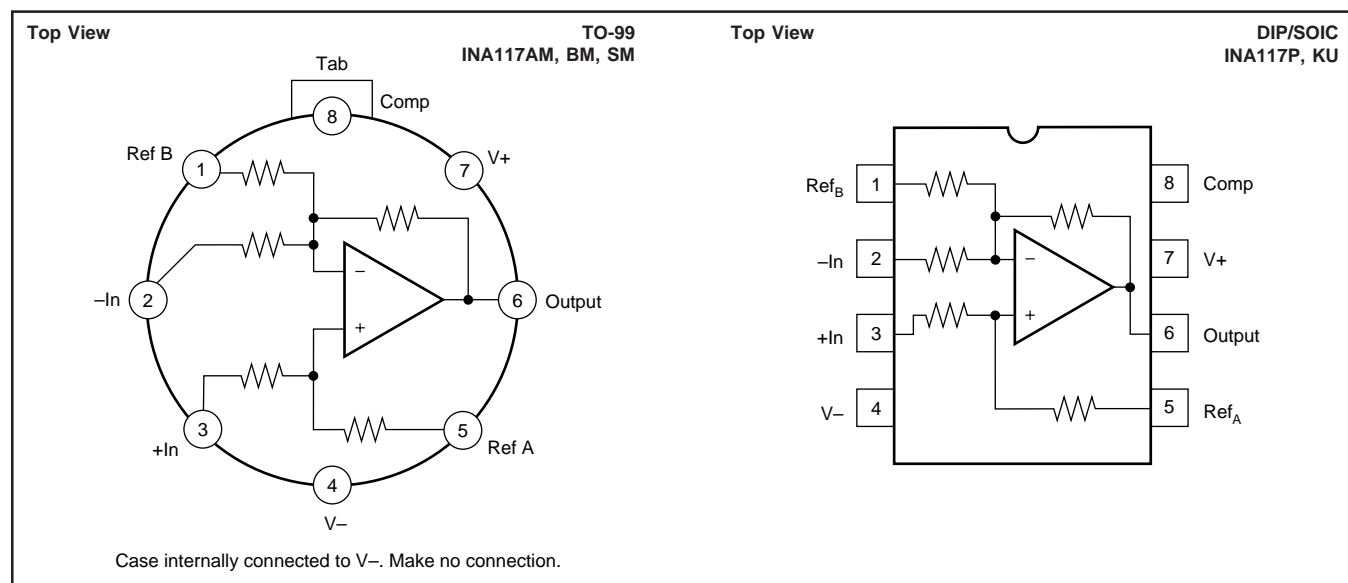 Top View
TO-99
INA117AM, BM, SM
Tab
8
Comp
Ref B
1
7
V+
–In
2
–
+
6
Output
+In
3
5
Ref A
4
V–
Case internally connected to V–. Make no connection.
Top View
DIP/SOIC
INA117P, KU
RefB
1
8
Comp
–In
2
–
7
V+
+In
3
+
6
Output
V–
4
5
RefA